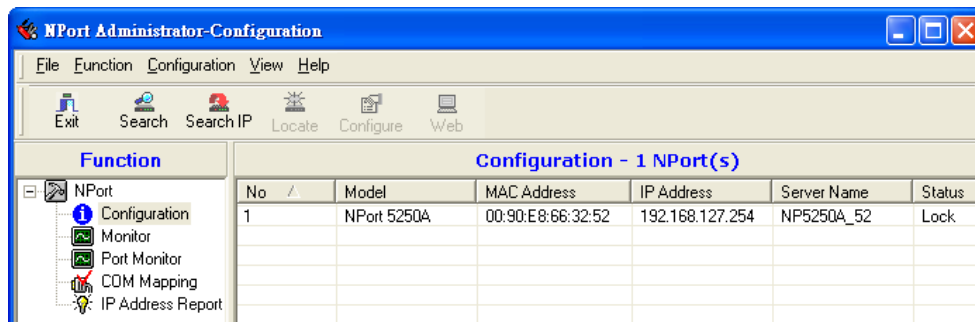 NPort Administrator-Configuration
File Function Configuration View Help
Exit Search Search IP Locate Configure Web
Function
Configuration - 1 NPort(s)
NPort
Configuration
Monitor
Port Monitor
COM Mapping
IP Address Report
No Model MAC Address IP Address Server Name Status
1 NPort 5250A 00:90:E8:66:32:52 192.168.127.254 NP5250A_52 Lock